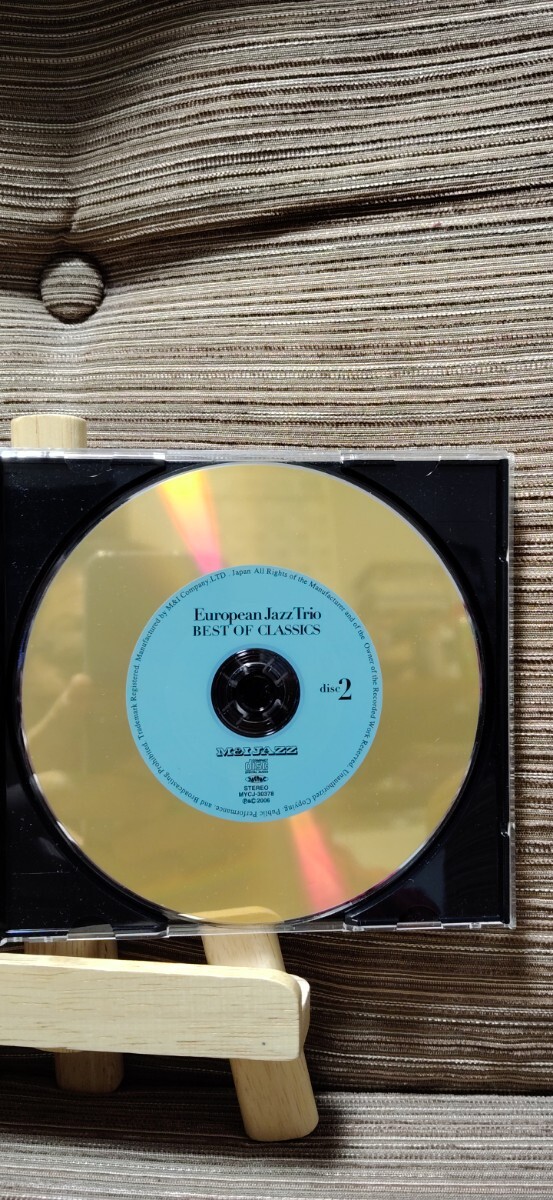 European Jazz Trio
BEST OF CLASSICS
disc 2
M&I JAZZ
STEREO
MYCJ-30378
Ⓟ&©2006
Manufactured by M&I Company,LTD. Japan All Rights of the Manufacturer and of the Owner of the Recorded Work Reserved. Unauthorized Copying, Public Performance, and Broadcasting Prohibited. Trademark Registered.